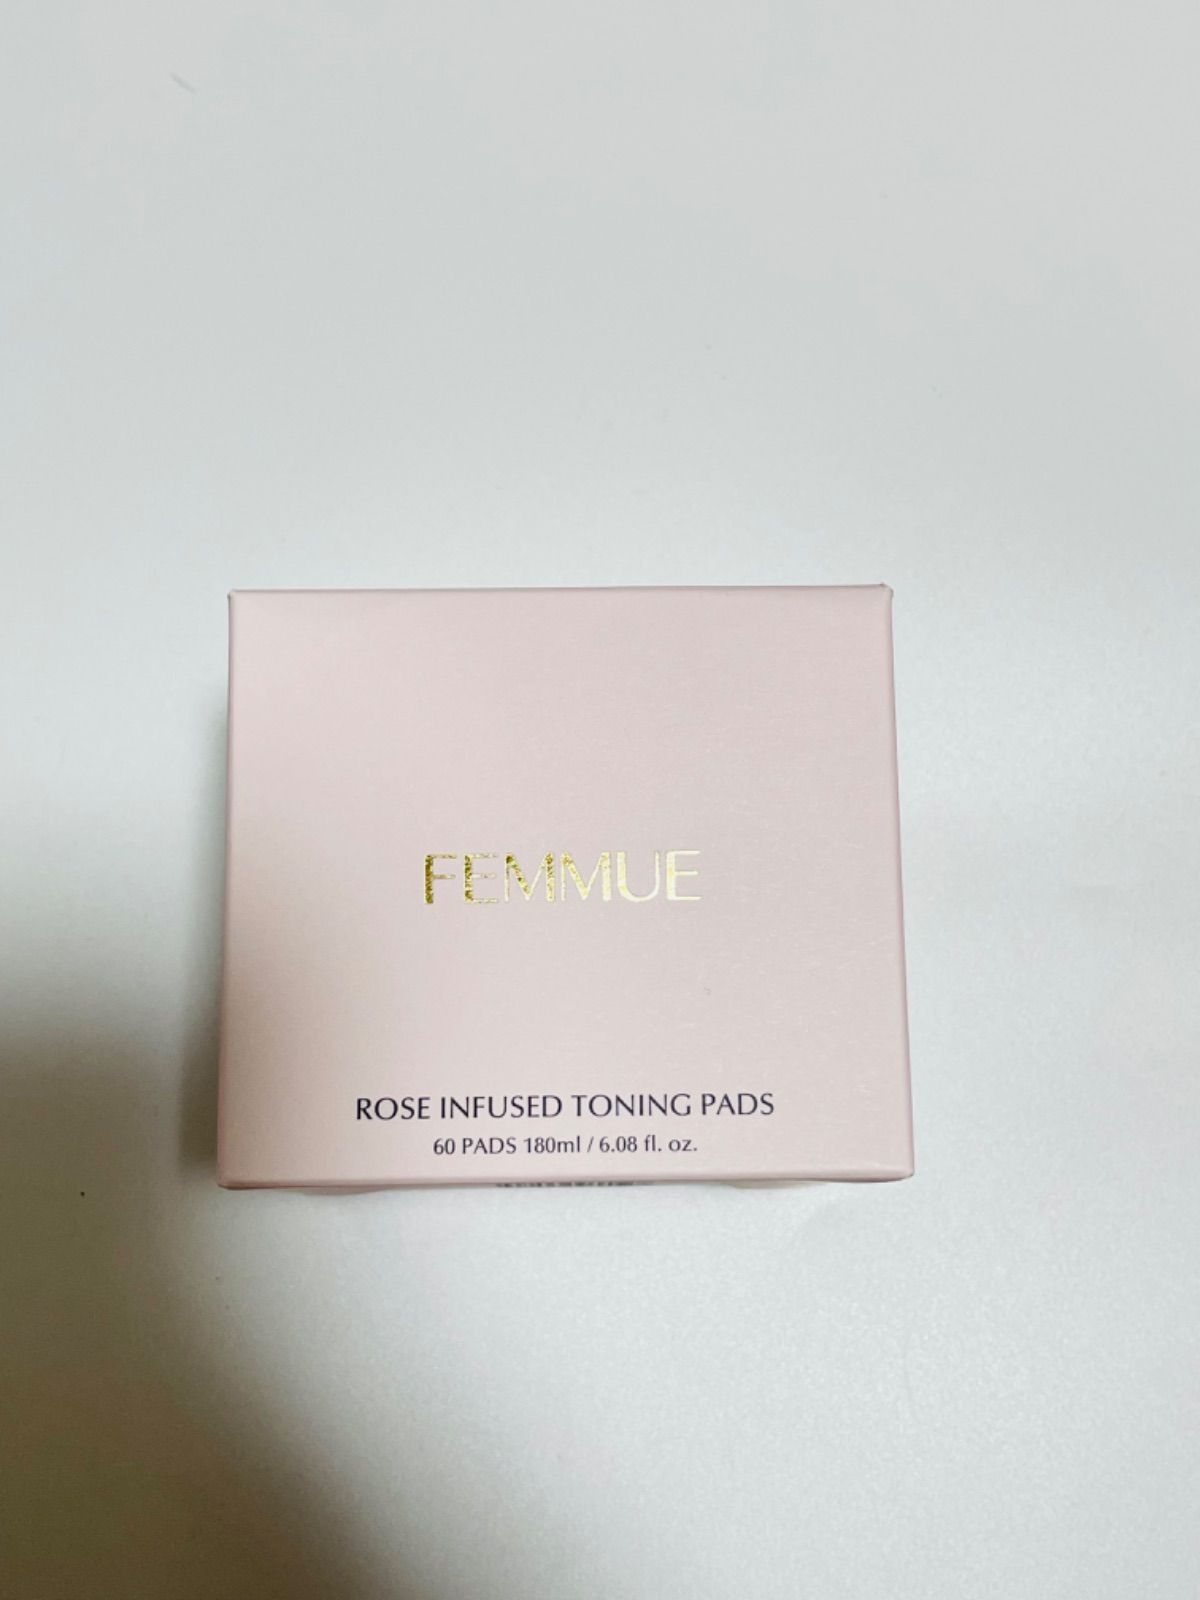 FEMMUE
ROSE INFUSED TONING PADS
60 PADS 180ml / 6.08 fl. oz.